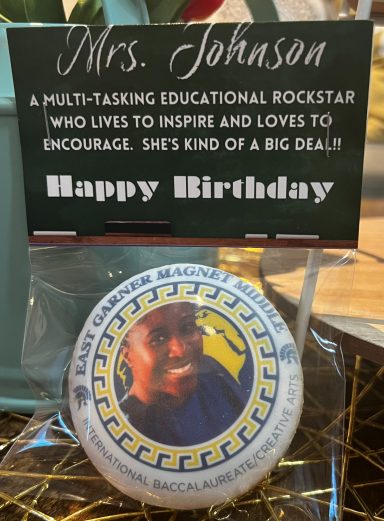 Mrs. Johnson
A MULTI-TASKING EDUCATIONAL ROCKSTAR
WHO LIVES TO INSPIRE AND LOVES TO
ENCOURAGE. SHE'S KIND OF A BIG DEAL!!
Happy Birthday
EAST GARNER MAGNET MIDDLE
INTERNATIONAL BACCALAUREATE/CREATIVE ARTS